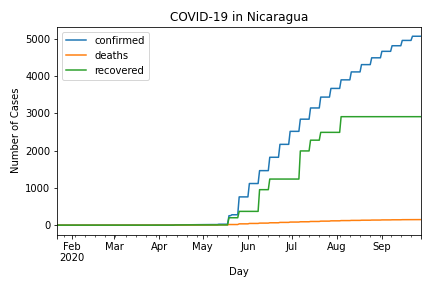 COVID-19 in Nicaragua
confirmed
deaths
recovered
Number of Cases
5000
4000
3000
2000
1000
0
Feb Mar Apr May Jun Jul Aug Sep
2020
Day